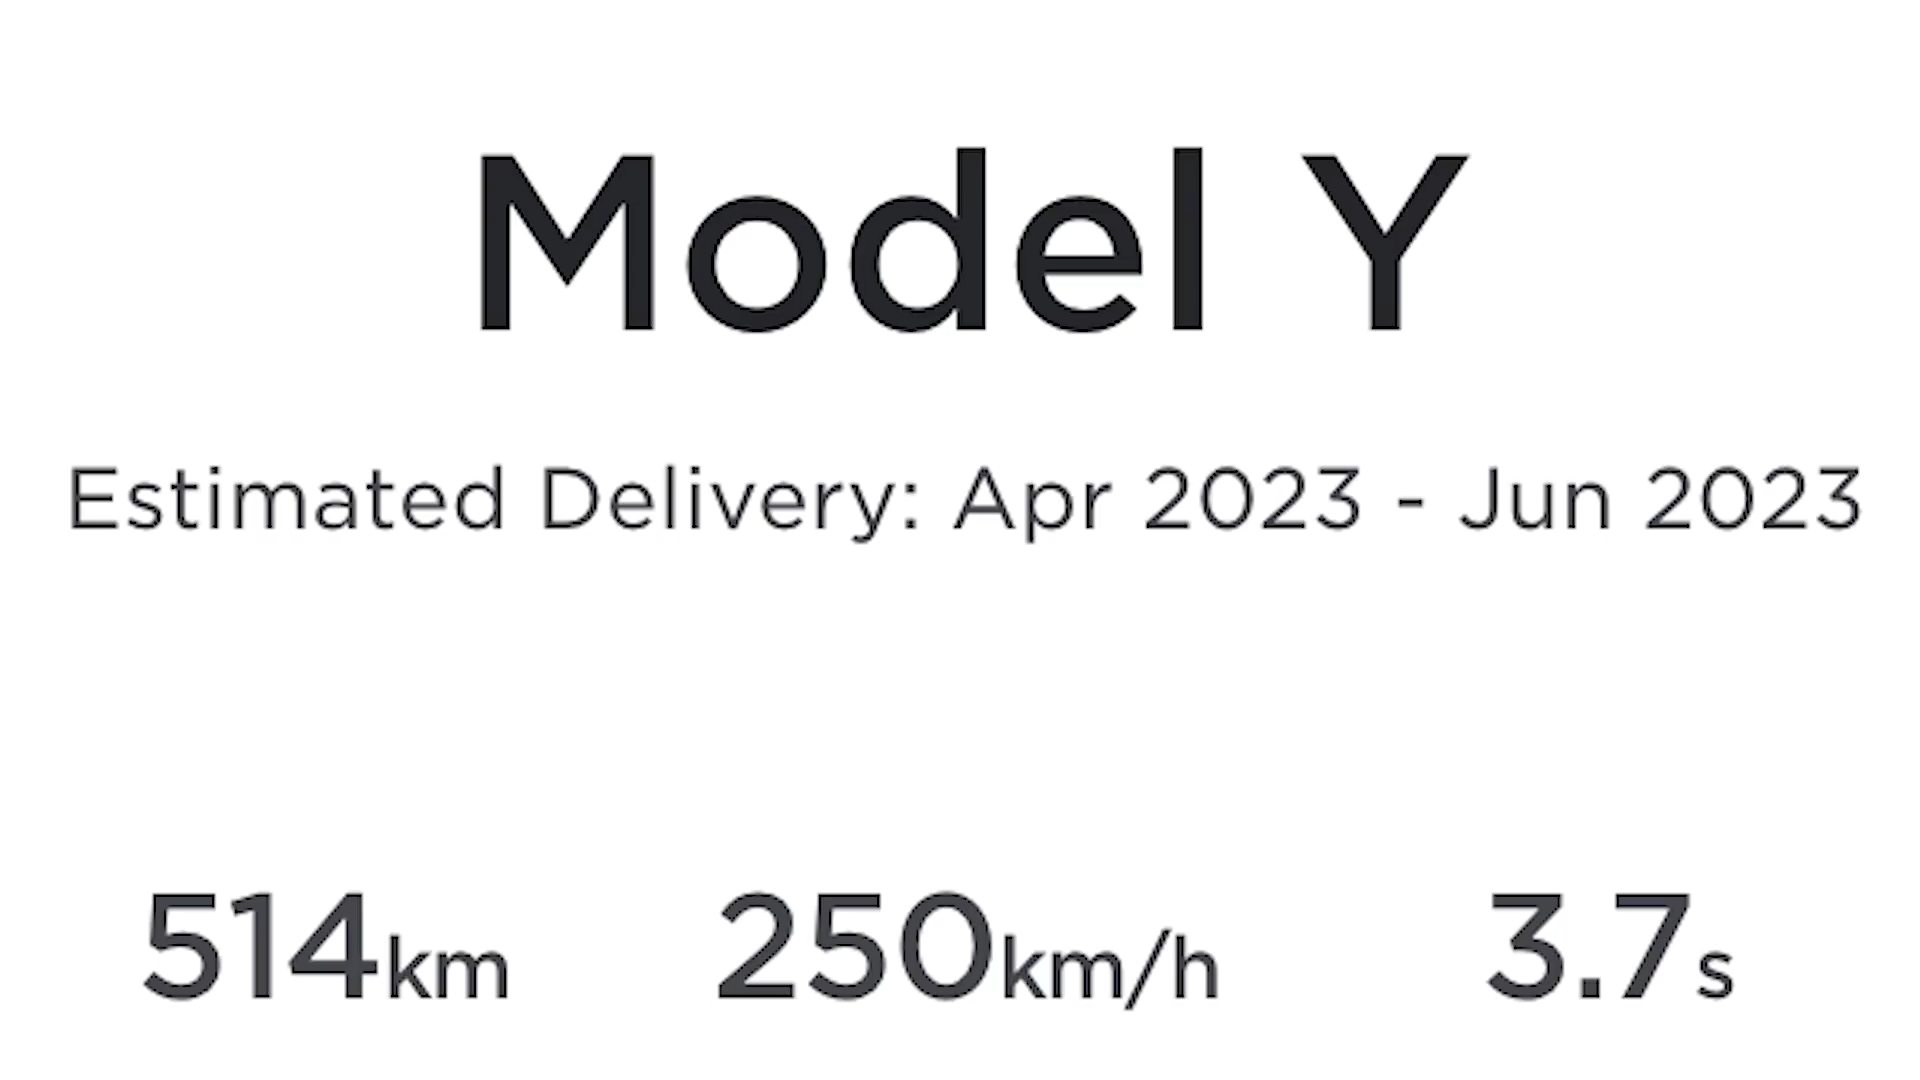 Model Y
Estimated Delivery: Apr 2023 - Jun 2023
514km 250km/h 3.7s